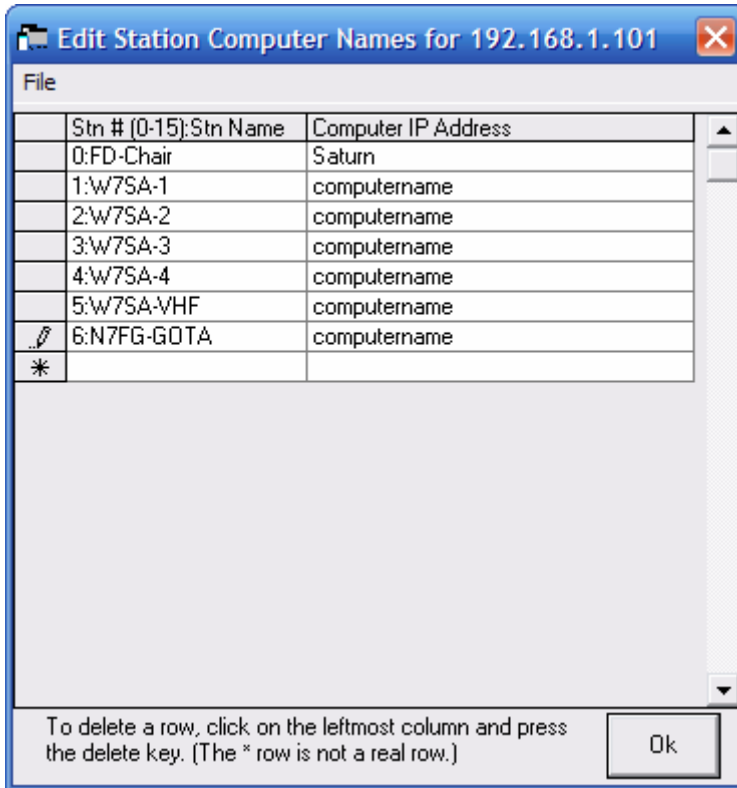 Edit Station Computer Names for 192.168.1.101
File
Stn # (0-15):Stn Name Computer IP Address
0:FD-Chair Saturn
1:W7SA-1 computername
2:W7SA-2 computername
3:W7SA-3 computername
4:W7SA-4 computername
5:W7SA-VHF computername
6:N7FG-GOTA computername
*
To delete a row, click on the leftmost column and press
the delete key. (The * row is not a real row.)
Ok